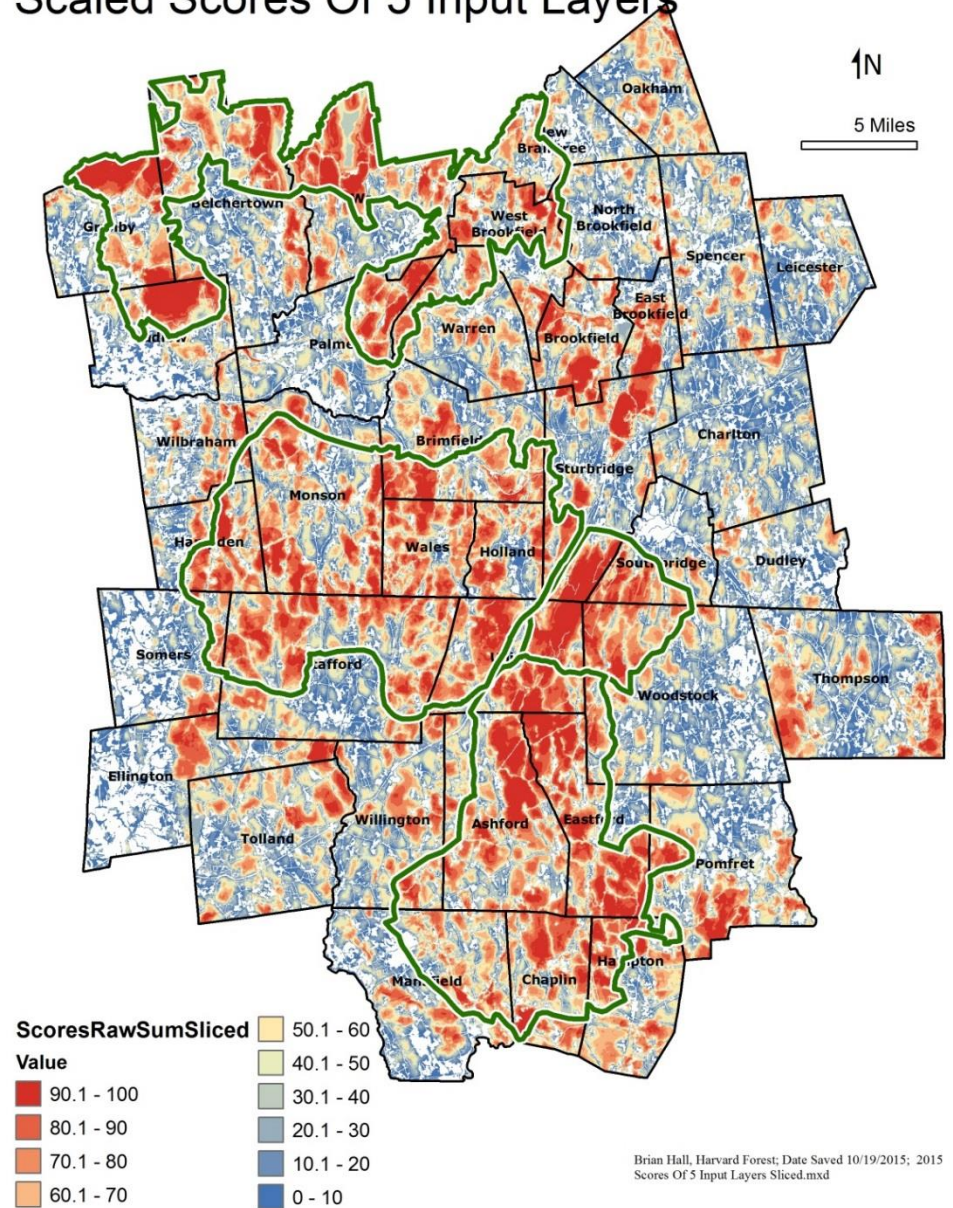 Scaled Scores Of 5 Input Layers
N
5 Miles
Oakham
Belchertown
North
Brookfield
West
Brookfield
Spencer
Leicester
East
Brookfield
Warren
Brookfield
Wilbraham
Brimfield
Charlton
Sturbridge
Monson
Wales
Holland
Dudley
Somers
Thompson
Woodstock
Ellington
Willington
Ashford
Tolland
Pomfret
Chaplin
ScoresRawSumSliced
Value
90.1 - 100
80.1 - 90
70.1 - 80
60.1 - 70
50.1 - 60
40.1 - 50
30.1 - 40
20.1 - 30
10.1 - 20
0 - 10
Brian Hall, Harvard Forest; Date Saved 10/19/2015; 2015
Scores Of 5 Input Layers Sliced.mxd